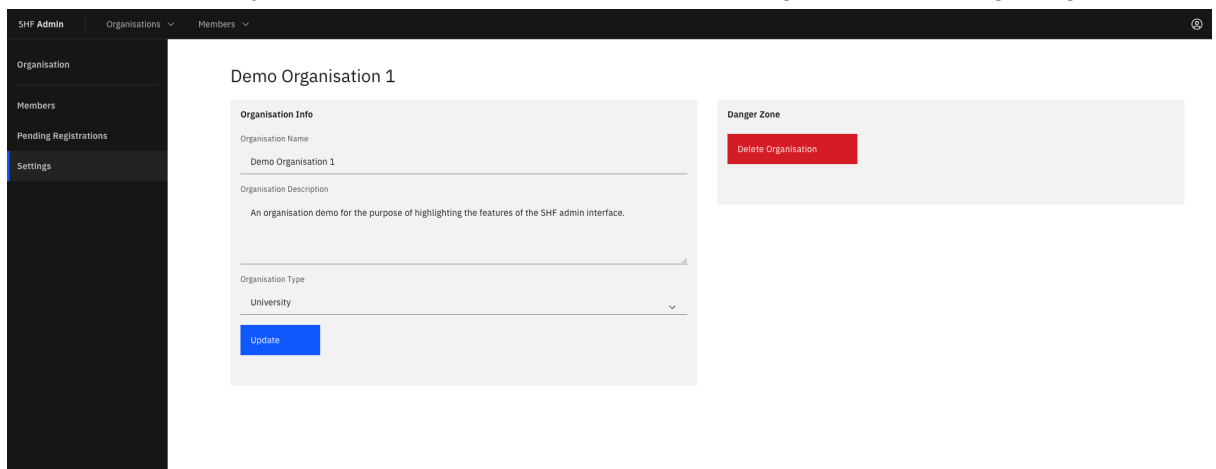 SHF Admin
Organisations
Members
Organisation
Members
Pending Registrations
Settings
Demo Organisation 1
Organisation Info
Organisation Name
Demo Organisation 1
Organisation Description
An organisation demo for the purpose of highlighting the features of the SHF admin interface.
Organisation Type
University
Update
Danger Zone
Delete Organisation